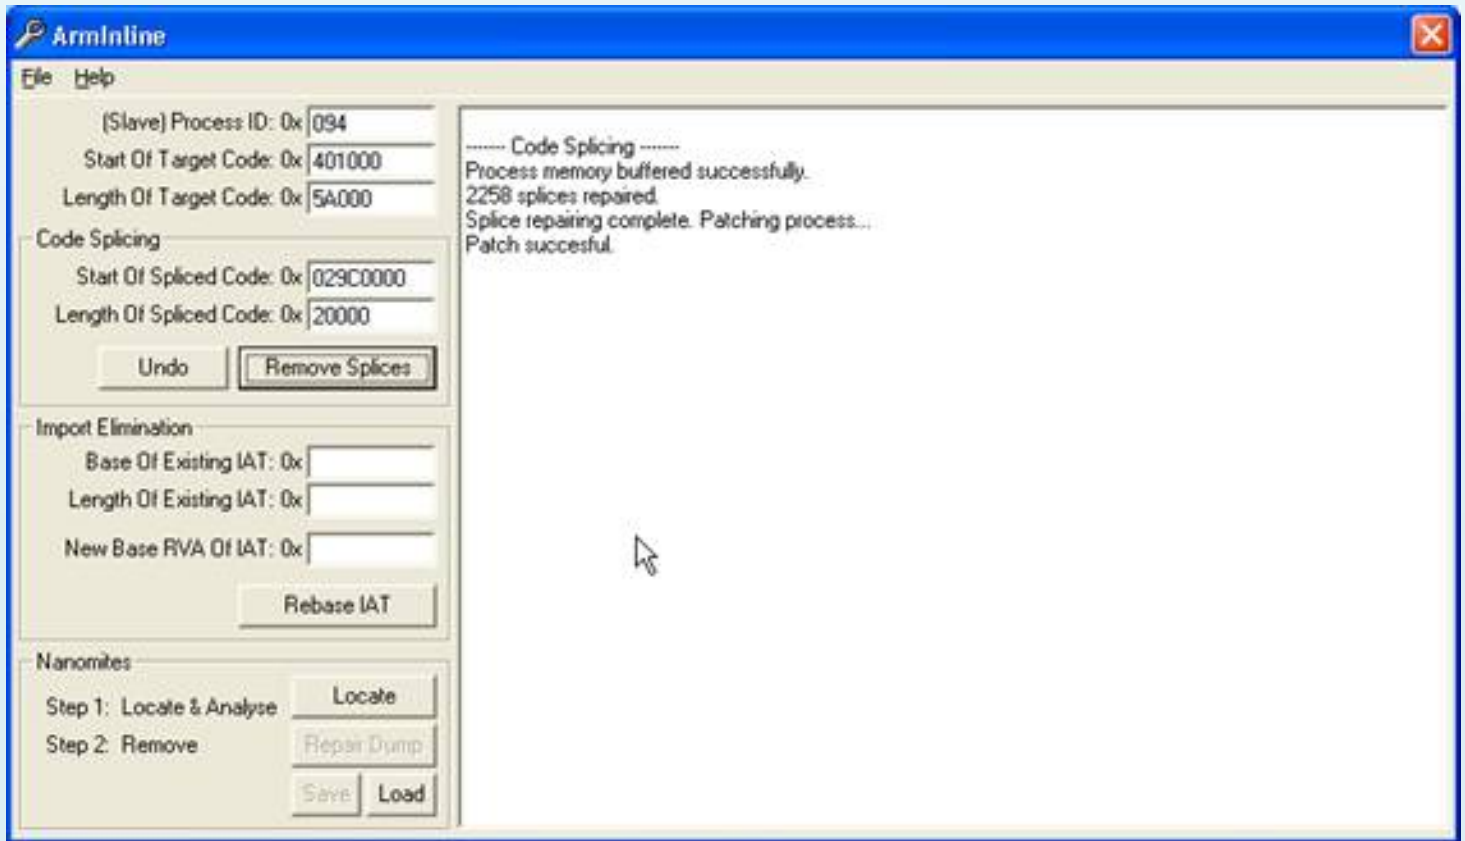 ArmInline
File Help
(Slave) Process ID: 0x 094
Start Of Target Code: 0x 401000
Length Of Target Code: 0x 5A000
Code Splicing
Start Of Spliced Code: 0x 029C0000
Length Of Spliced Code: 0x 20000
Undo Remove Splices
Import Elimination
Base Of Existing IAT: 0x
Length Of Existing IAT: 0x
New Base RVA Of IAT: 0x
Rebase IAT
Nanomites
Step 1: Locate & Analyse Locate
Step 2: Remove Repair Dump
Save Load
------- Code Splicing -------
Process memory buffered successfully.
2258 splices repaired.
Splice repairing complete. Patching process...
Patch succesful.